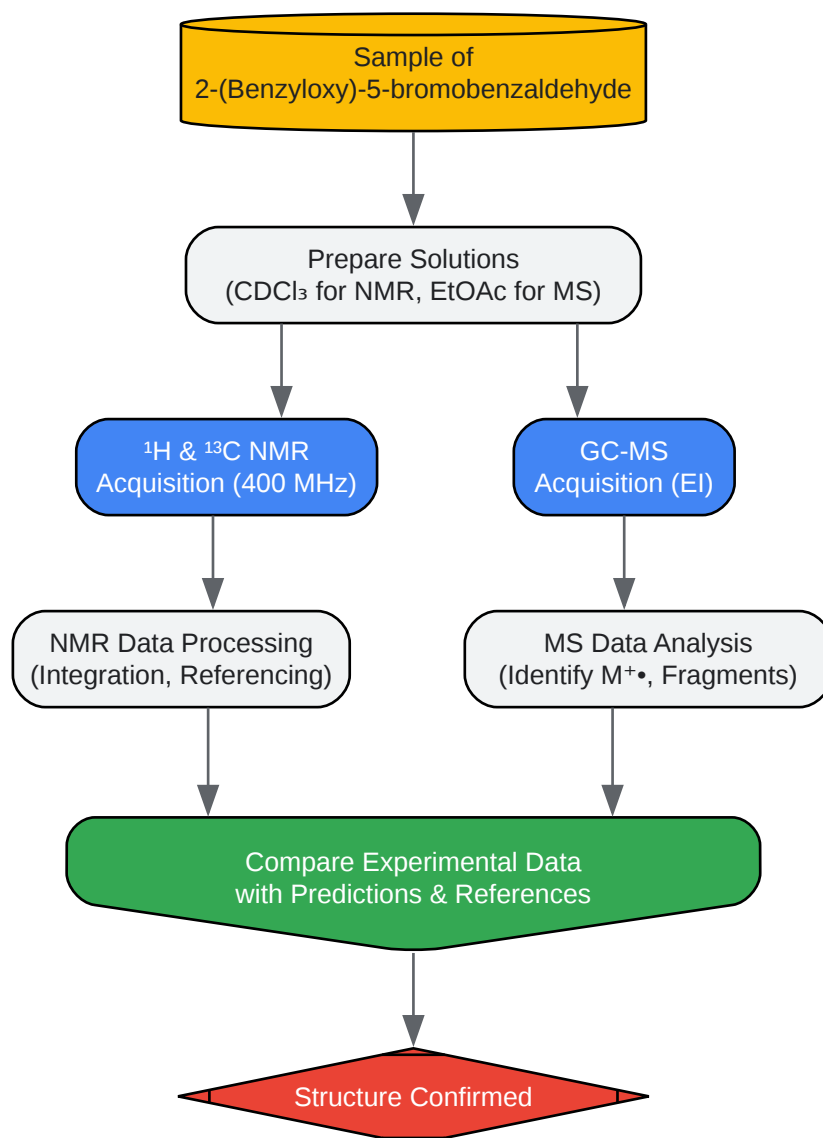 Sample of
2-(Benzyloxy)-5-bromobenzaldehyde
Prepare Solutions
(CDCl₃ for NMR, EtOAc for MS)
¹H & ¹³C NMR
Acquisition (400 MHz)
GC-MS
Acquisition (EI)
NMR Data Processing
(Integration, Referencing)
MS Data Analysis
(Identify M⁺•, Fragments)
Compare Experimental Data
with Predictions & References
Structure Confirmed